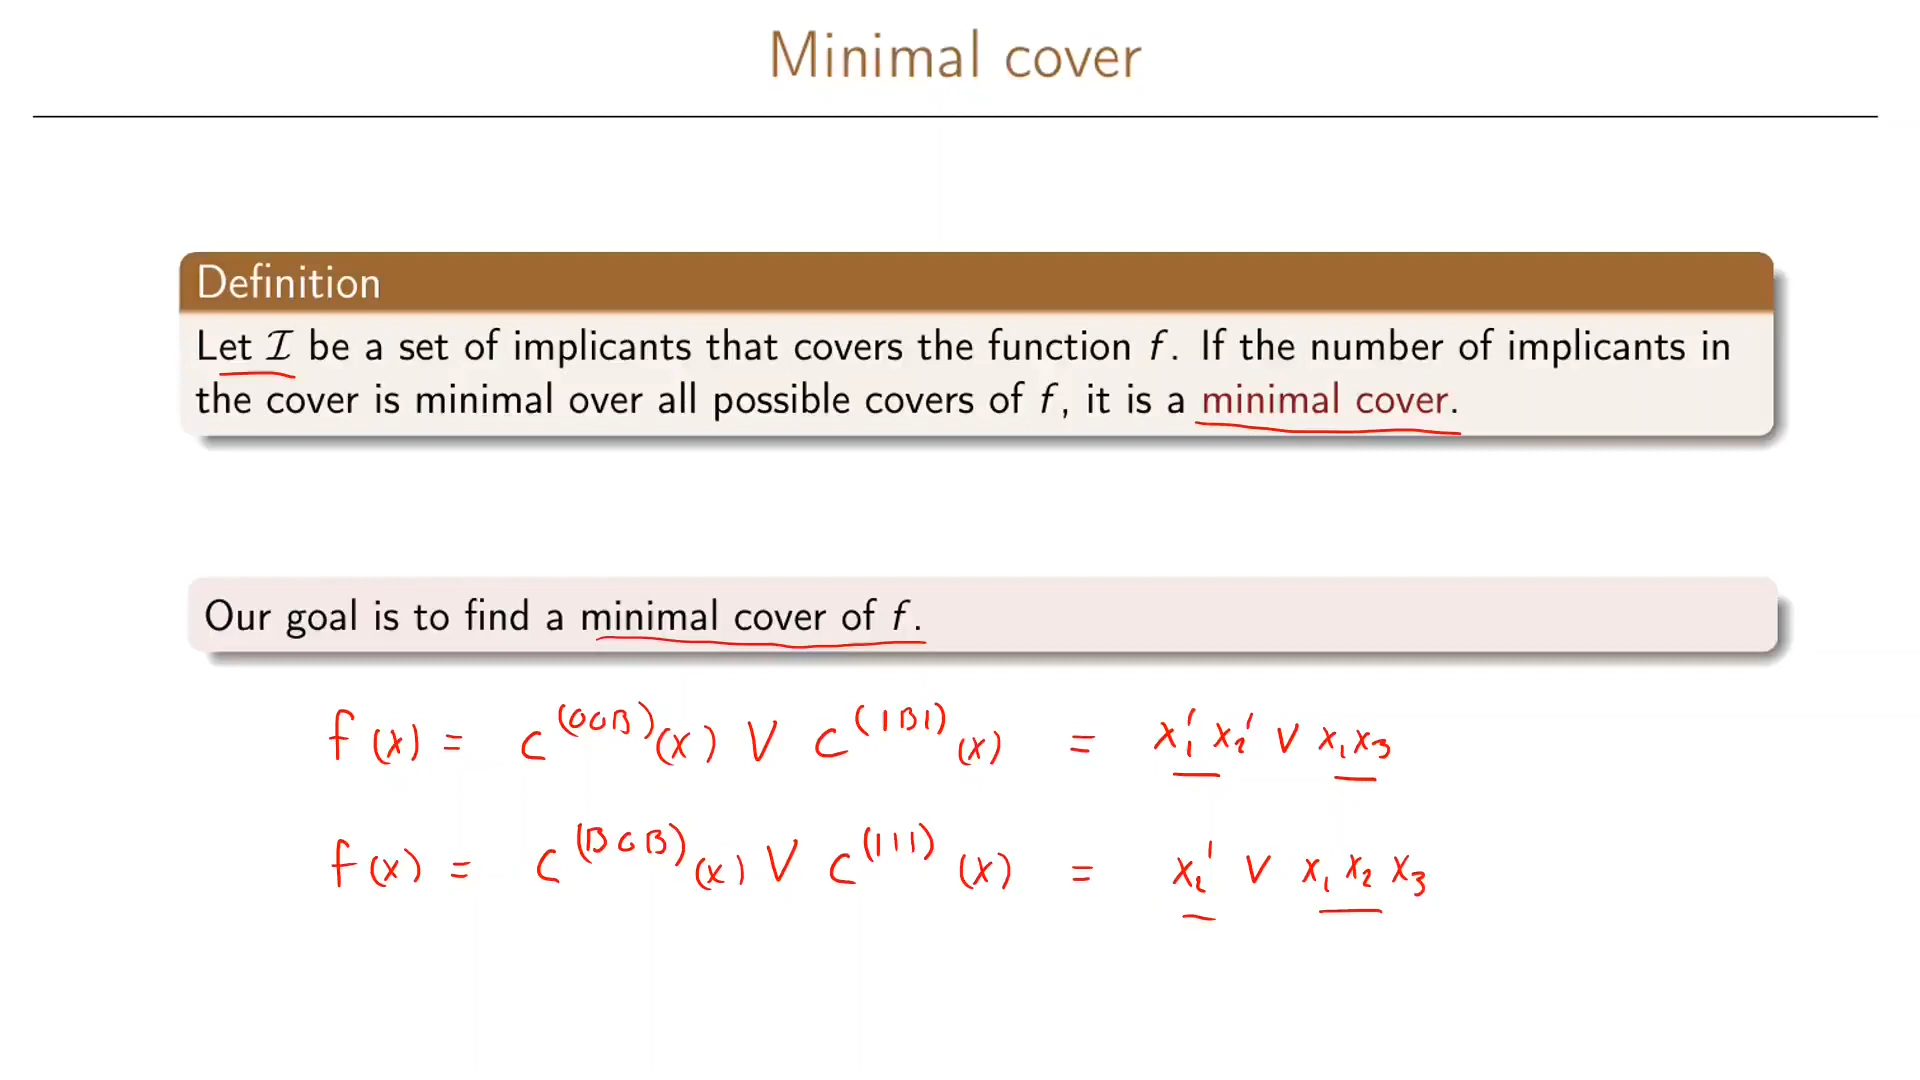 Minimal cover
Definition
Let ℐ be a set of implicants that covers the function f. If the number of implicants in
the cover is minimal over all possible covers of f, it is a minimal cover.
Our goal is to find a minimal cover of f.
f(x) = c^(00B)(x) ∨ c^(1B1)(x) = x₁' x₂' ∨ x₁x₃
f(x) = c^(B0B)(x) ∨ c^(111)(x) = x₂' ∨ x₁ x₂ x₃